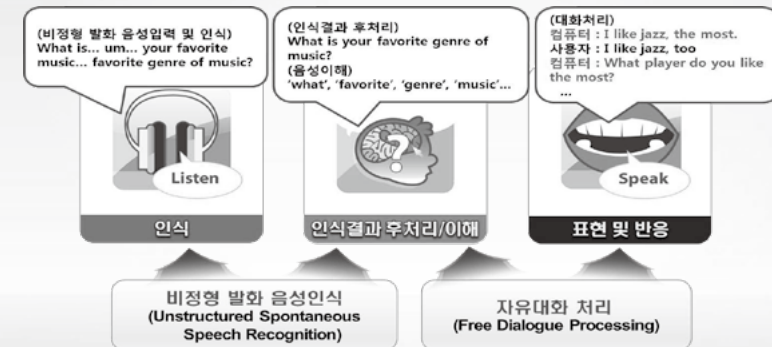 (비정형 발화 음성입력 및 인식)
What is... um... your favorite
music... favorite genre of music?
(인식결과 후처리)
What is your favorite genre of
music?
(음성이해)
‘what’, ‘favorite’, ‘genre’, ‘music’...
(대화처리)
컴퓨터 : I like jazz, the most.
사용자 : I like jazz, too
컴퓨터 : What player do you like
the most?
...
Listen
?
Speak
인식
인식결과 후처리/이해
표현 및 반응
비정형 발화 음성인식
(Unstructured Spontaneous
Speech Recognition)
자유대화 처리
(Free Dialogue Processing)